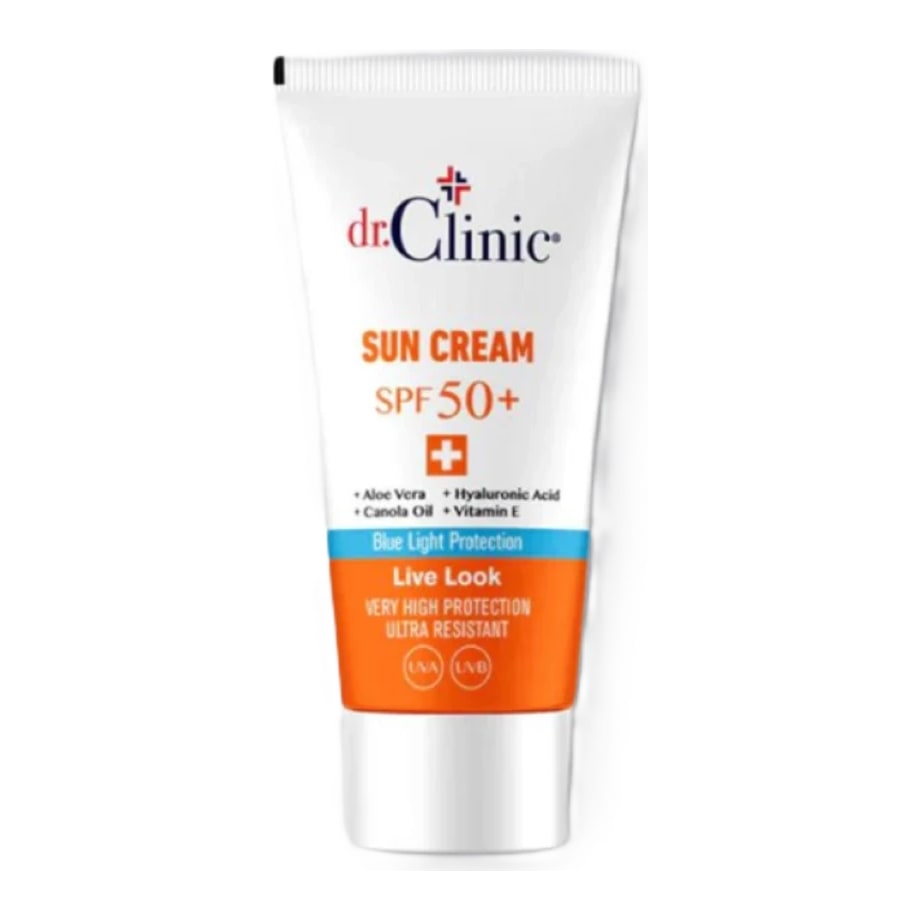 dr.Clinic®
SUN CREAM
SPF 50+
+ Aloe Vera + Hyaluronic Acid
+ Canola Oil + Vitamin E
Blue Light Protection
Live Look
VERY HIGH PROTECTION
ULTRA RESISTANT
UVA UVB